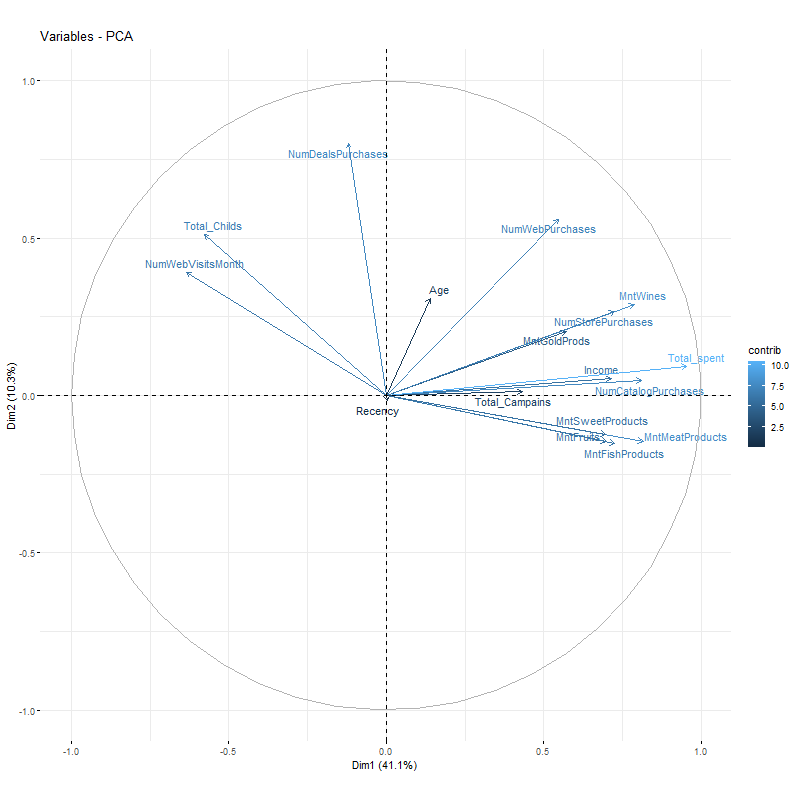 Variables - PCA
1.0
NumDealsPurchases
Total_Childs
NumWebPurchases
0.5
NumWebVisitsMonth
Age
MntWines
NumStorePurchases
MntGoldProds
contrib
Total_spent
10.0
Income
7.5
NumCatalogPurchases
Dim2 (10.3%)
0.0
Total_Campains
5.0
Recency
2.5
MntSweetProducts
MntFruits
MntMeatProducts
MntFishProducts
-0.5
-1.0
-1.0 -0.5 0.0 0.5 1.0
Dim1 (41.1%)